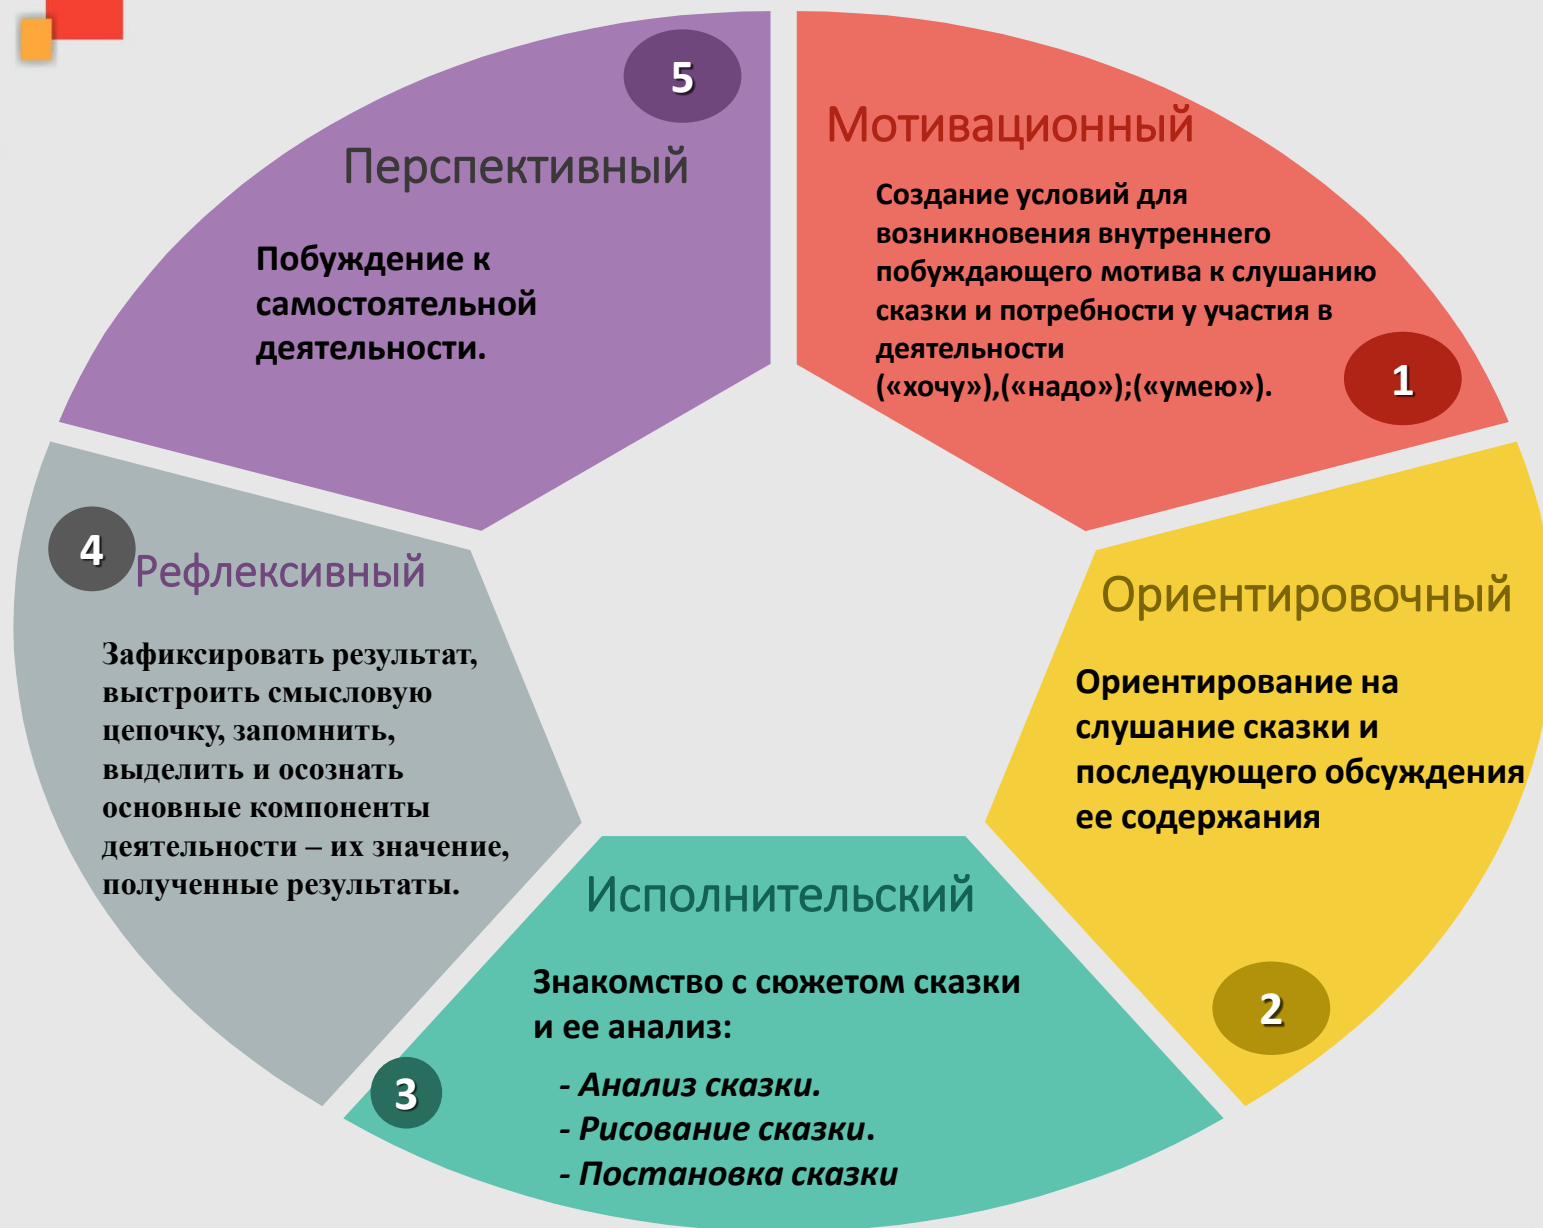 1
Мотивационный
Создание условий для
возникновения внутреннего
побуждающего мотива к слушанию
сказки и потребности у участия в
деятельности
(«хочу»),(«надо»);(«умею»).
2
Ориентировочный
Ориентирование на
слушание сказки и
последующего обсуждения
ее содержания
3
Исполнительский
Знакомство с сюжетом сказки
и ее анализ:
- Анализ сказки.
- Рисование сказки.
- Постановка сказки
4
Рефлексивный
Зафиксировать результат,
выстроить смысловую
цепочку, запомнить,
выделить и осознать
основные компоненты
деятельности – их значение,
полученные результаты.
5
Перспективный
Побуждение к
самостоятельной
деятельности.